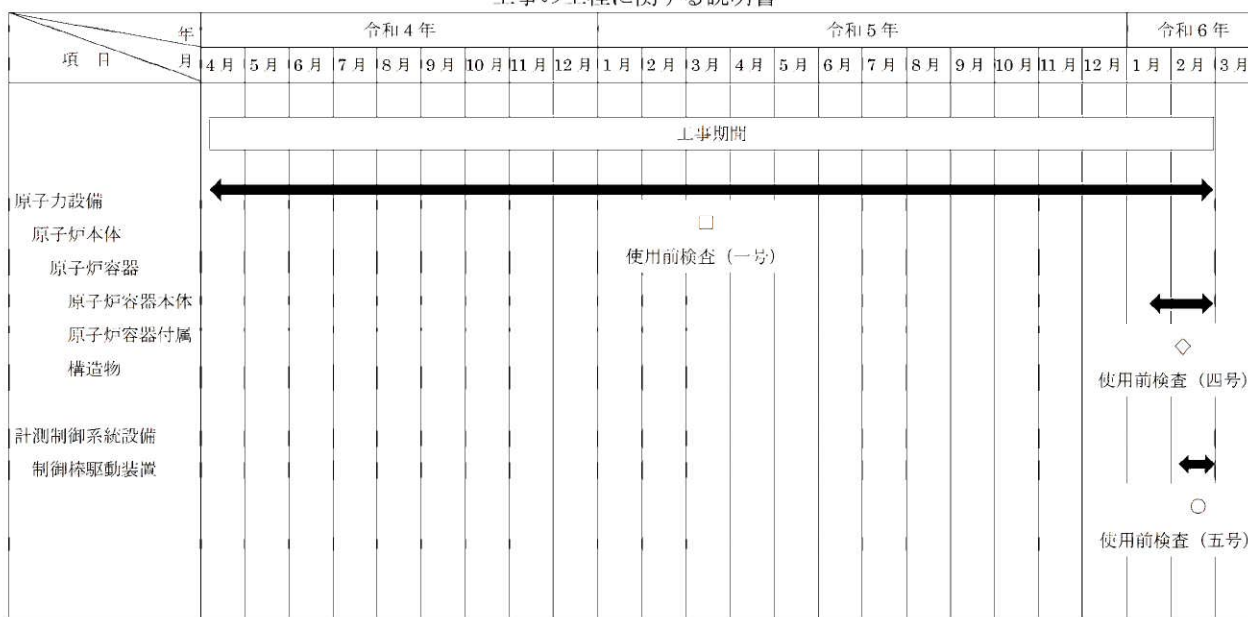 工事の工程に関する説明書
年
令和4年 令和5年 令和6年
項 目 月 4月 5月 6月 7月 8月 9月 10月 11月 12月 1月 2月 3月 4月 5月 6月 7月 8月 9月 10月 11月 12月 1月 2月 3月
工事期間
原子力設備
□
原子炉本体
使用前検査（一号）
原子炉容器
原子炉容器本体
原子炉容器付属
◇
構造物
使用前検査（四号）
計測制御系統設備
制御棒駆動装置
○
使用前検査（五号）